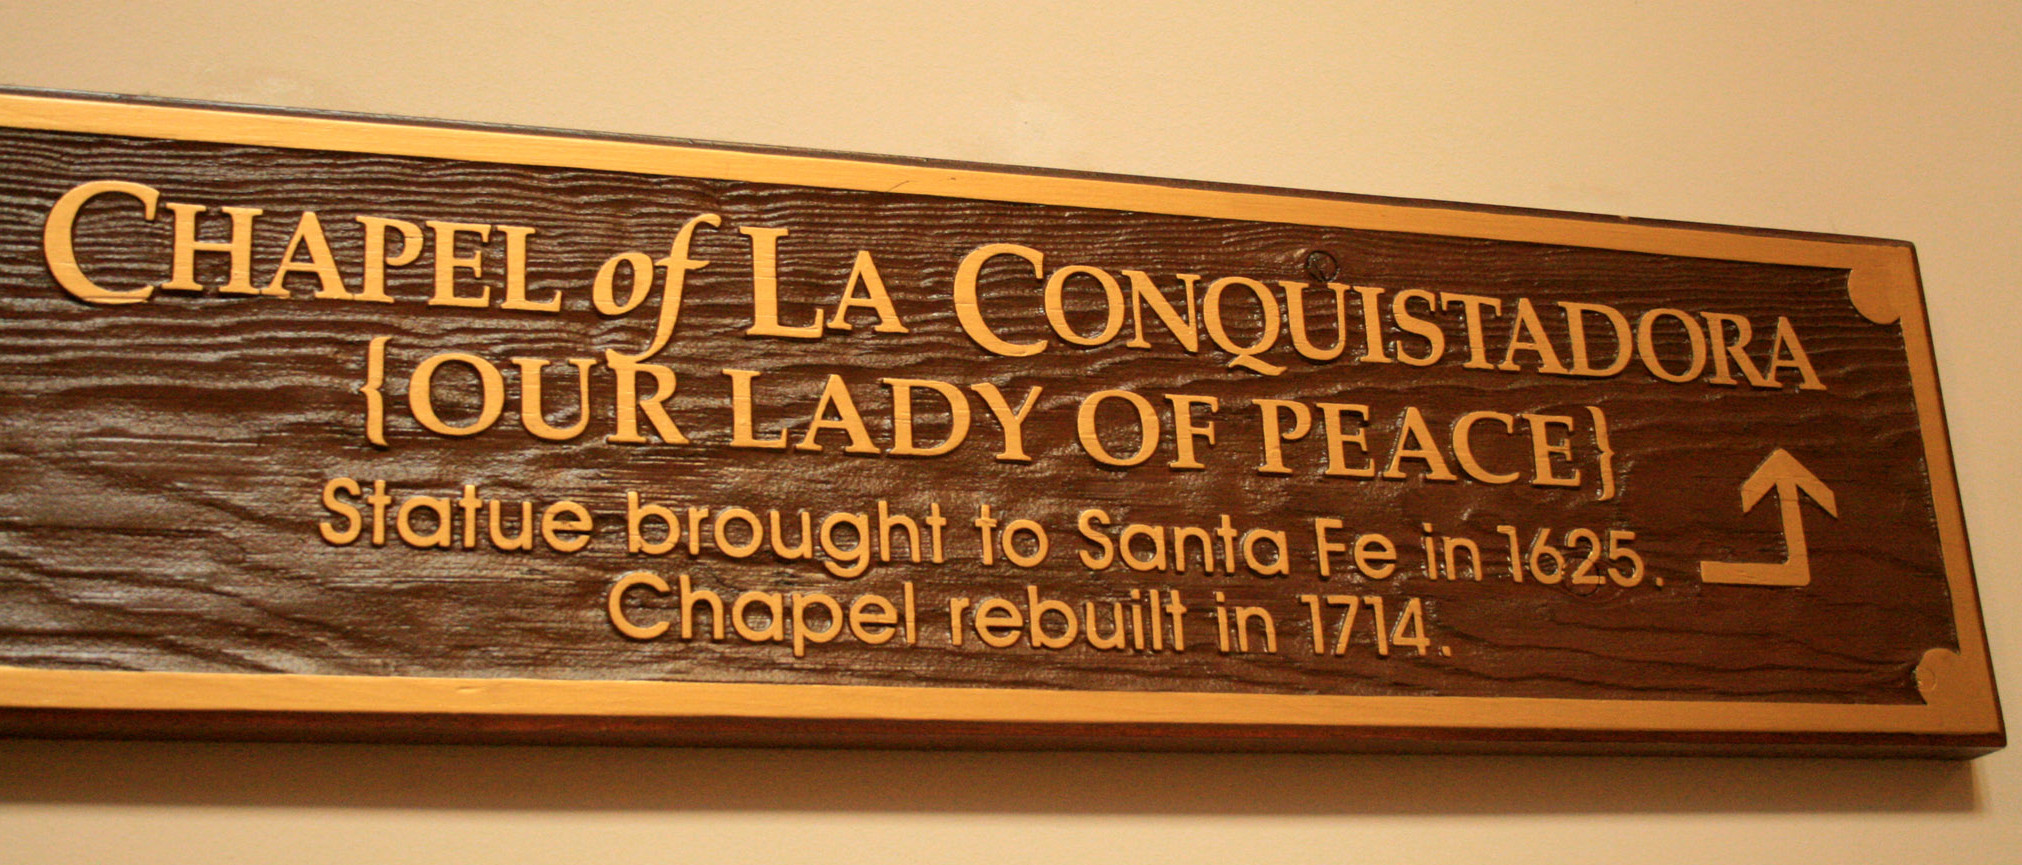 CHAPEL of LA CONQUISTADORA
{OUR LADY OF PEACE}
Statue brought to Santa Fe in 1625.
Chapel rebuilt in 1714.